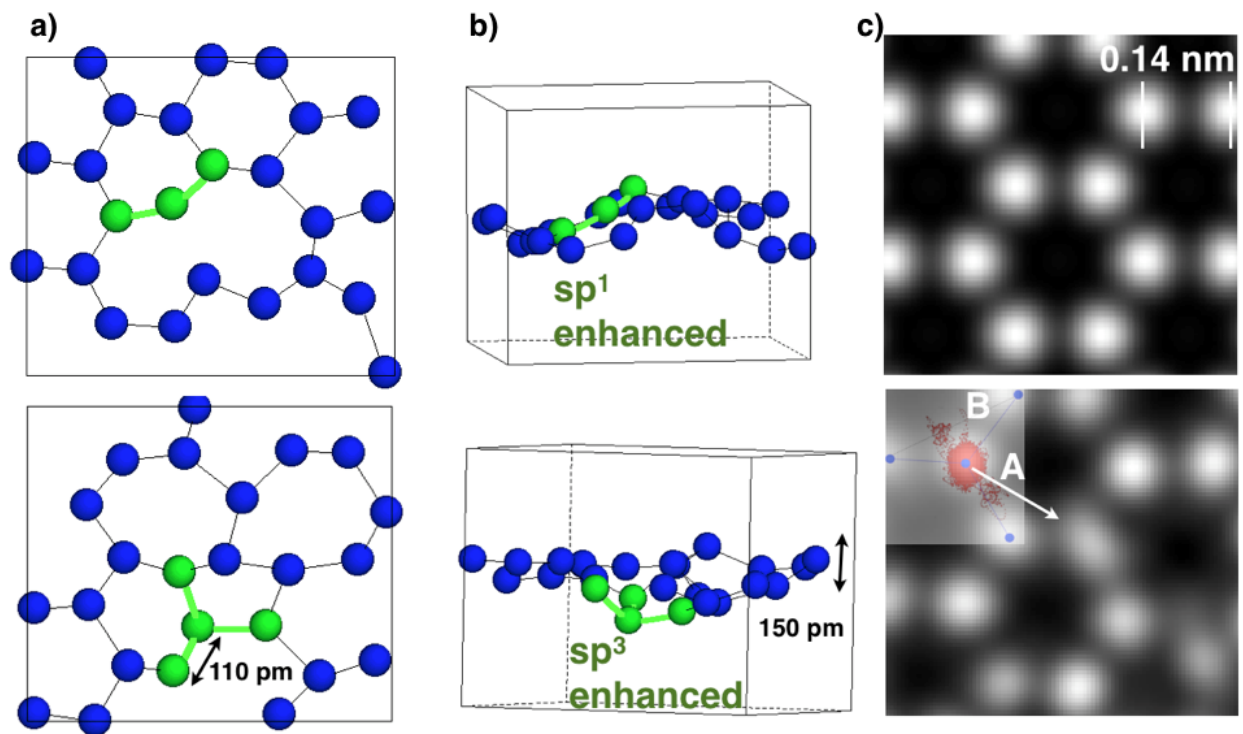 a)
b)
c)
0.14 nm
sp¹
enhanced
B
A
110 pm
150 pm
sp³
enhanced